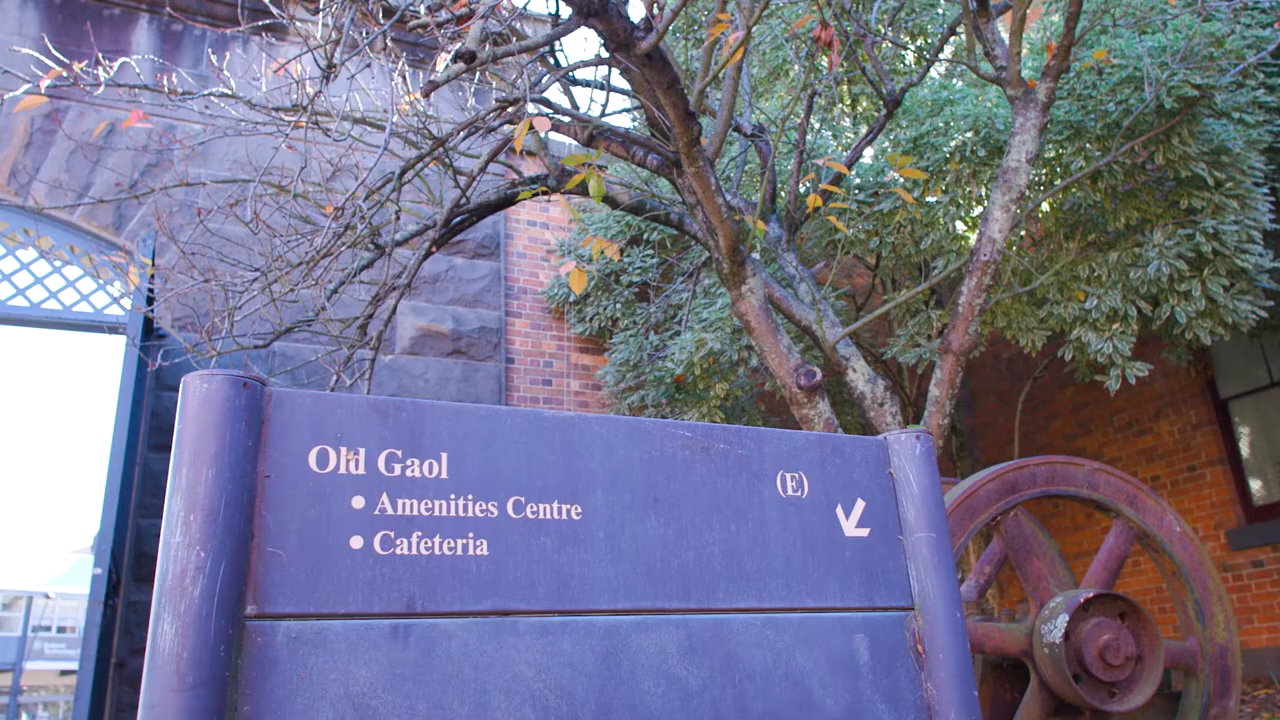 Old Gaol
(E)
• Amenities Centre
• Cafeteria